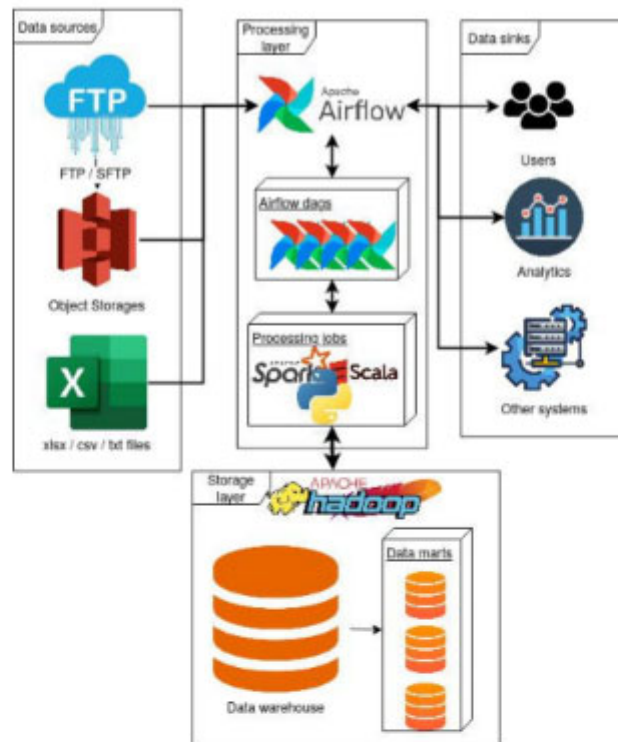 Data sources
FTP
FTP / SFTP
Object Storages
X
xlsx / csv / txt files
Processing
layer
Apache
Airflow
Airflow dags
Processing jobs
APACHE
Spark
Scala
Data sinks
Users
Analytics
Other systems
Storage
layer
APACHE
hadoop
Data warehouse
Data marts